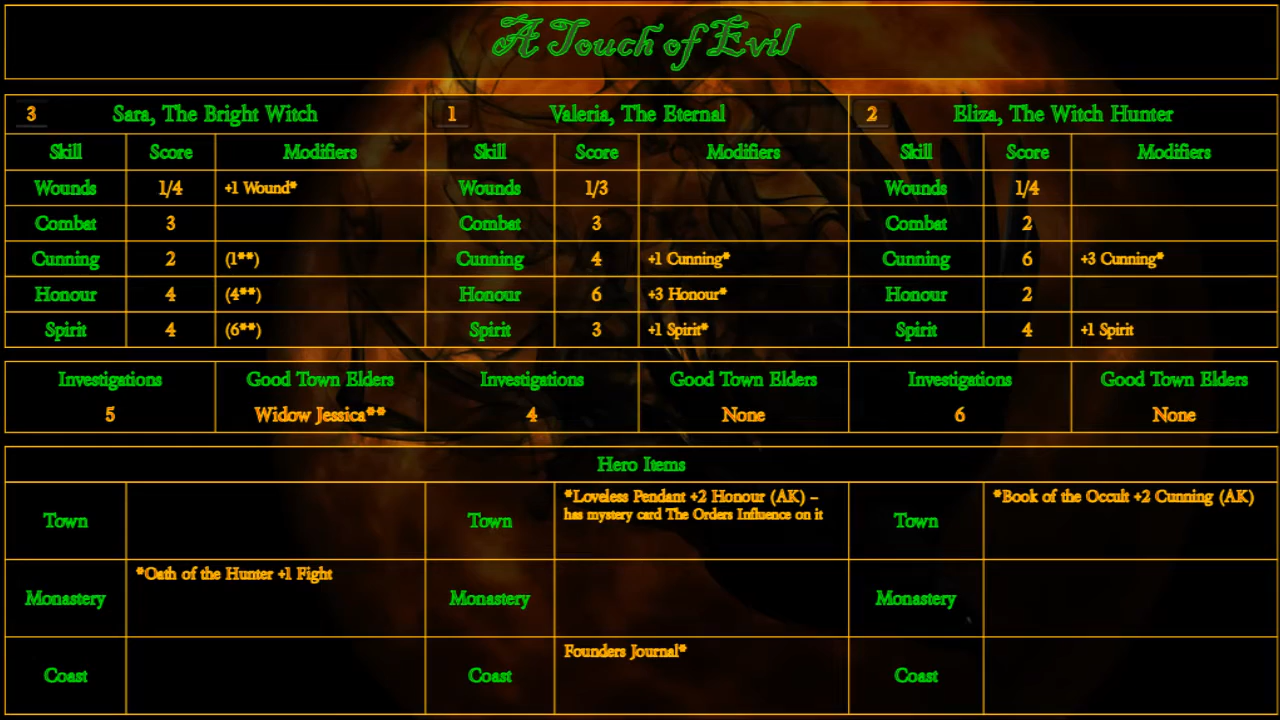 A Touch of Evil
3 Sara, The Bright Witch 1 Valeria, The Eternal 2 Eliza, The Witch Hunter
Skill Score Modifiers Skill Score Modifiers Skill Score Modifiers
Wounds 1/4 +1 Wound* Wounds 1/3 Wounds 1/4
Combat 3 Combat 3 Combat 2
Cunning 2 (1**) Cunning 4 +1 Cunning* Cunning 6 +3 Cunning*
Honour 4 (4**) Honour 6 +3 Honour* Honour 2
Spirit 4 (6**) Spirit 3 +1 Spirit* Spirit 4 +1 Spirit
Investigations Good Town Elders Investigations Good Town Elders Investigations Good Town Elders
5 Widow Jessica** 4 None 6 None
Hero Items
Town Town *Loveless Pendant +2 Honour (AK) –
has mystery card The Orders Influence on it
Town *Book of the Occult +2 Cunning (AK)
Monastery *Oath of the Hunter +1 Fight Monastery Monastery
Coast Coast Founders Journal* Coast